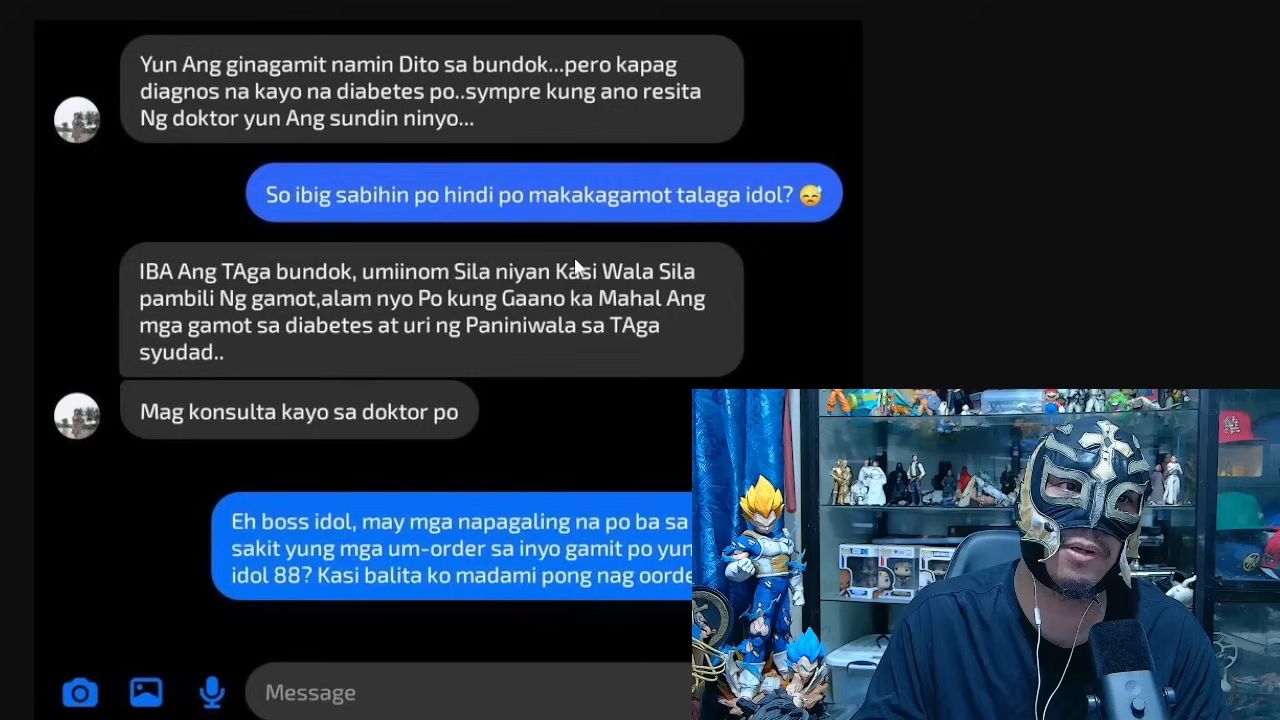 Yun Ang ginagamit namin Dito sa bundok...pero kapag
diagnos na kayo na diabetes po..sympre kung ano resita
Ng doktor yun Ang sundin ninyo...
So ibig sabihin po hindi po makakagamot talaga idol? 😅
IBA Ang TAga bundok, umiinom Sila niyan Kasi Wala Sila
pambili Ng gamot,alam nyo Po kung Gaano ka Mahal Ang
mga gamot sa diabetes at uri ng Paniniwala sa TAga
syudad..
Mag konsulta kayo sa doktor po
Eh boss idol, may mga napagaling na po ba sa
sakit yung mga um-order sa inyo gamit po yun
idol 88? Kasi balita ko madami pong nag oorde
Message